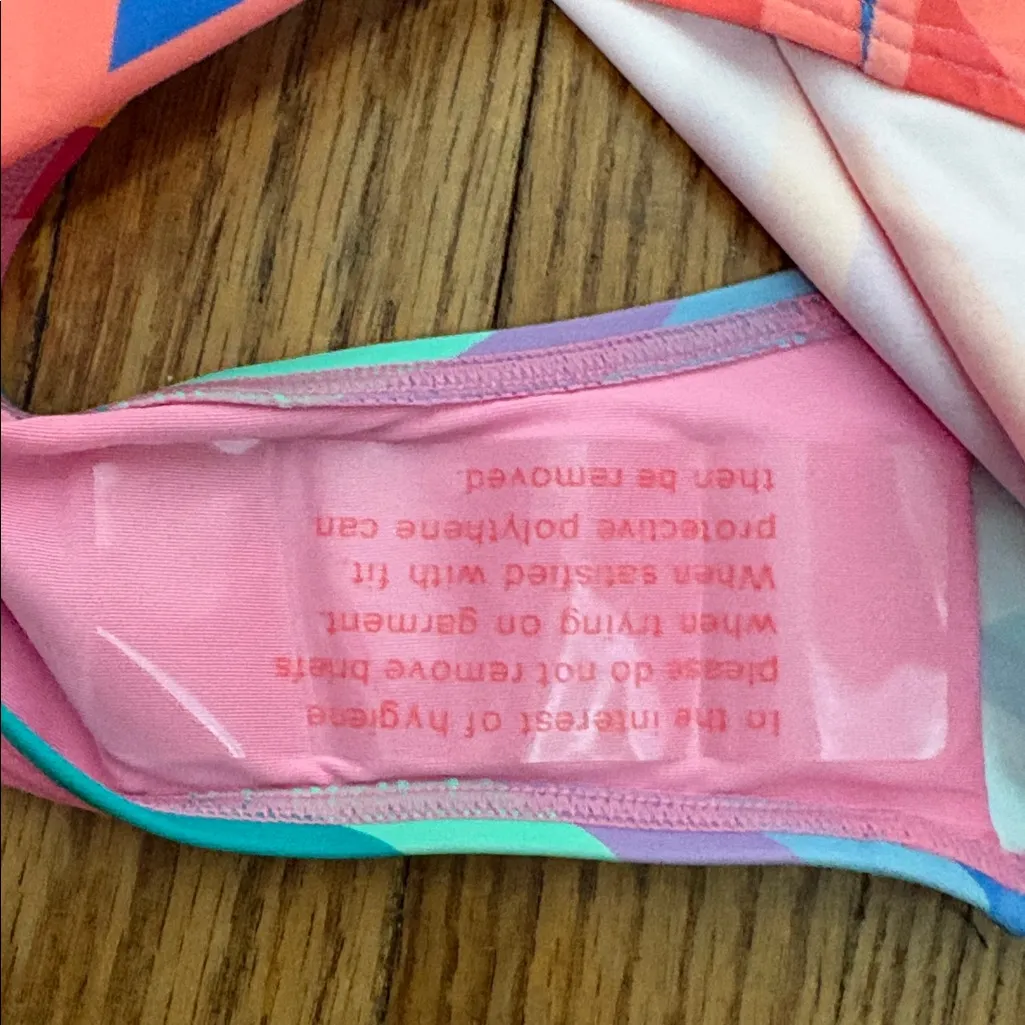 In the interest of hygiene
please do not remove briefs
when trying on garment.
When satisfied with fit
protective polythene can
then be removed.